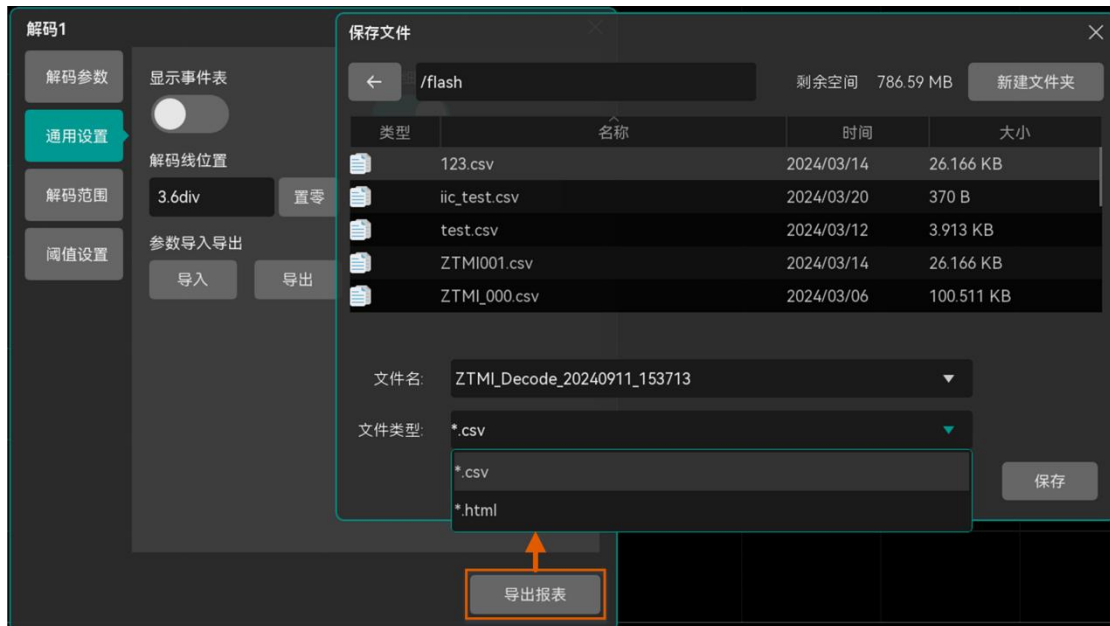 解码1
解码参数
通用设置
解码范围
阈值设置
显示事件表
解码线位置
3.6div 置零
参数导入导出
导入 导出
保存文件
/flash 剩余空间 786.59 MB 新建文件夹
类型 名称 时间 大小
123.csv 2024/03/14 26.166 KB
iic_test.csv 2024/03/20 370 B
test.csv 2024/03/12 3.913 KB
ZTMI001.csv 2024/03/14 26.166 KB
ZTMI_000.csv 2024/03/06 100.511 KB
文件名: ZTMI_Decode_20240911_153713
文件类型: *.csv
*.csv
*.html
保存
导出报表